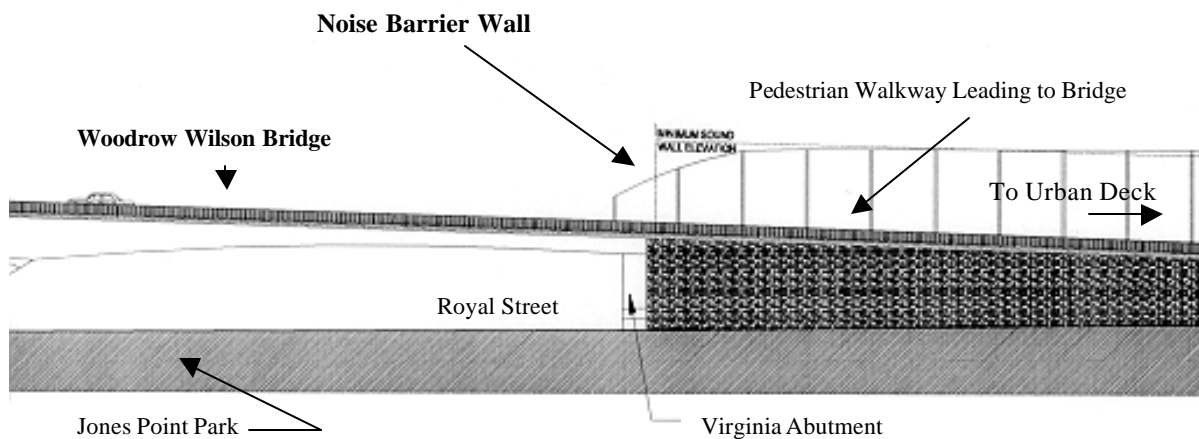 Noise Barrier Wall
Pedestrian Walkway Leading to Bridge
Woodrow Wilson Bridge
MINIMUM SOUND
WALL ELEVATION
To Urban Deck
Royal Street
Jones Point Park
Virginia Abutment